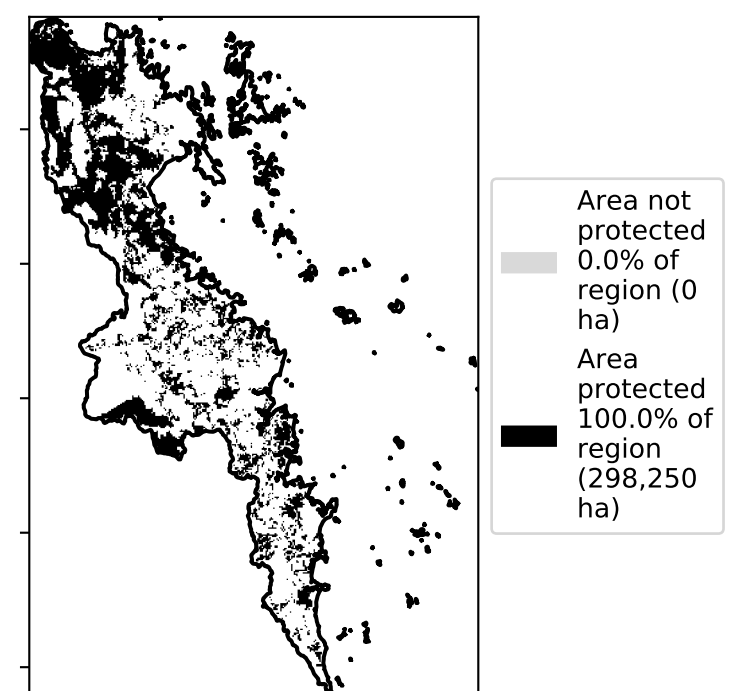 Area not
protected
0.0% of
region (0
ha)
Area
protected
100.0% of
region
(298,250
ha)